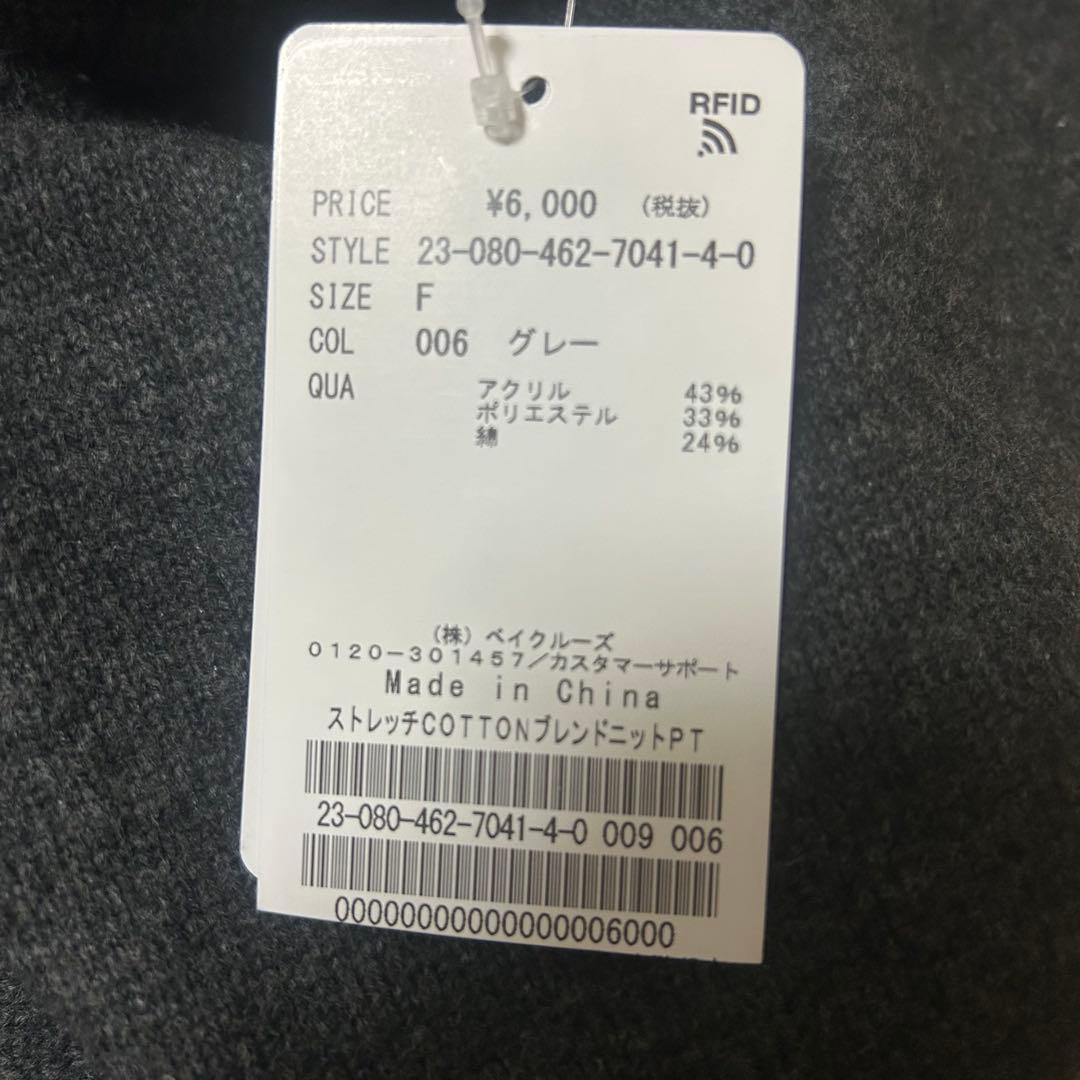 RFID
PRICE ¥6,000 (税抜)
STYLE 23-080-462-7041-4-0
SIZE F
COL 006 グレー
QUA アクリル 43%
ポリエステル 33%
綿 24%
(株) ベイクルーズ
0120-301457/カスタマーサポート
Made in China
ストレッチCOTTONブレンドニットPT
23-080-462-7041-4-0 009 006
00000000000000006000